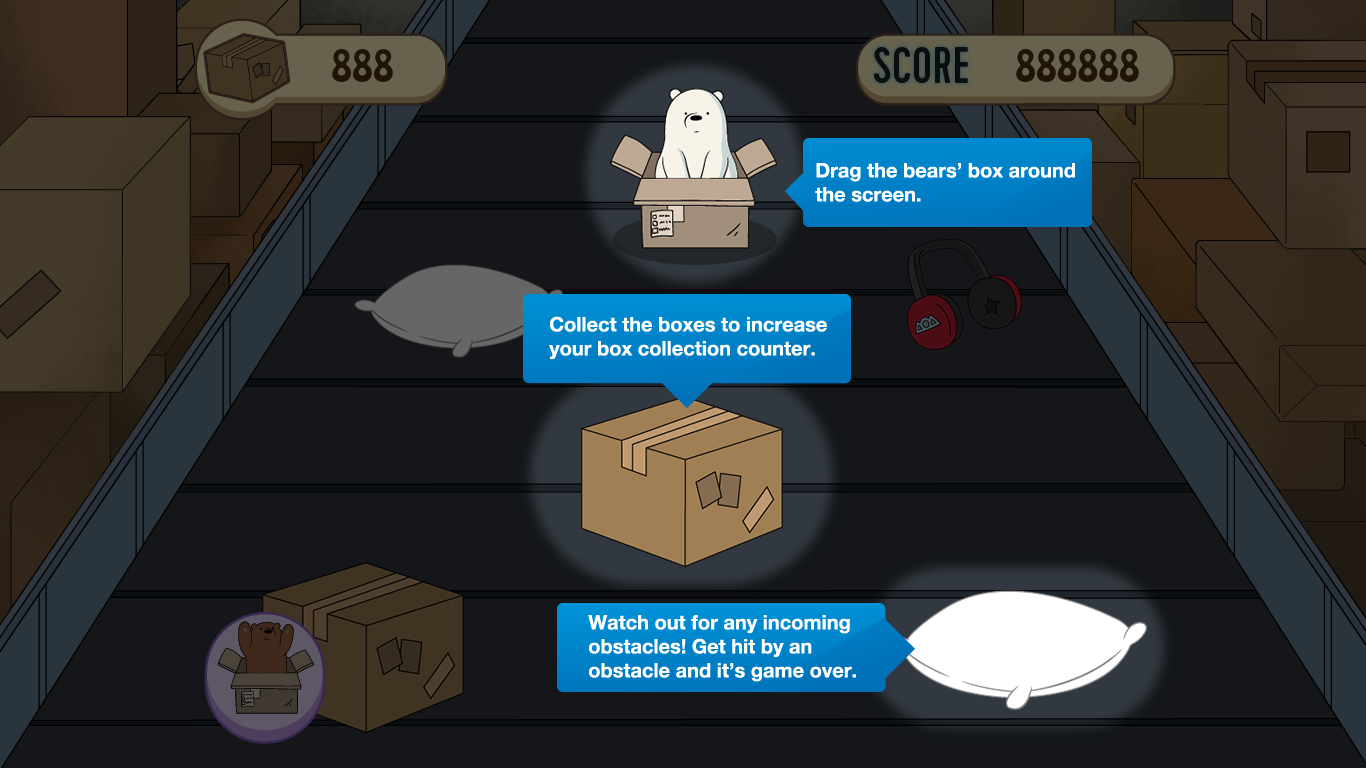 888
SCORE 888888
Drag the bears’ box around
the screen.
Collect the boxes to increase
your box collection counter.
Watch out for any incoming
obstacles! Get hit by an
obstacle and it’s game over.